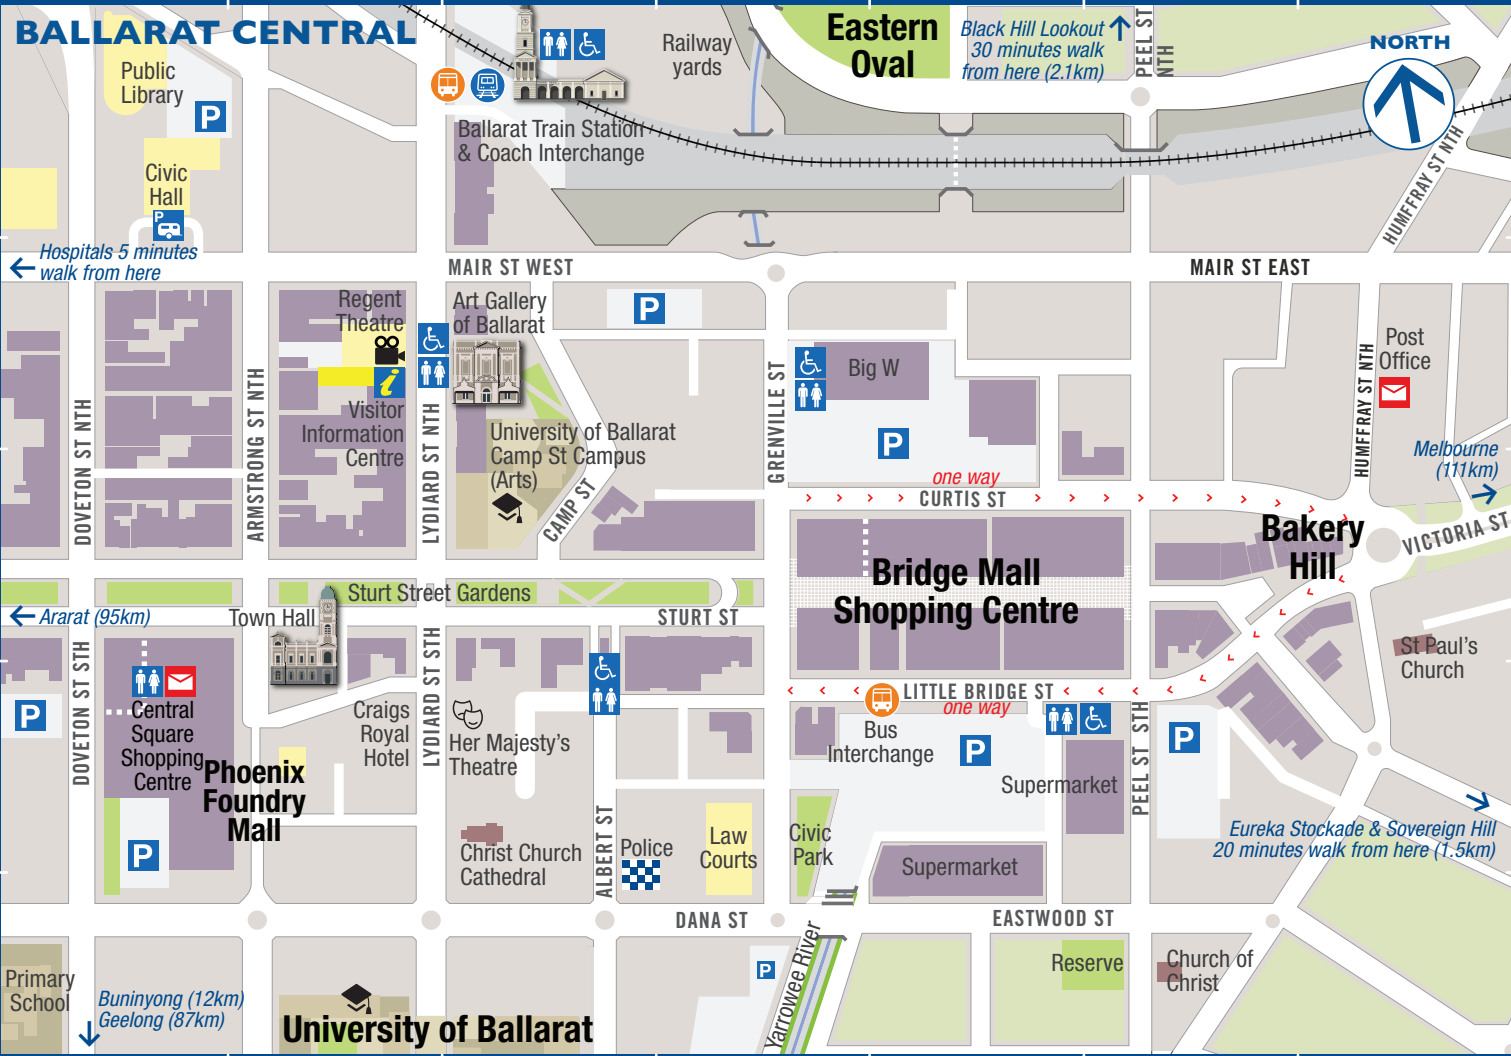 BALLARAT CENTRAL
Public
Library
P
Civic
Hall
P
Hospitals 5 minutes
walk from here
Railway
yards
Ballarat Train Station
& Coach Interchange
Eastern
Oval
Black Hill Lookout
30 minutes walk
from here (2.1km)
PEEL ST
NTH
NORTH
HUMFFRAY ST NTH
MAIR ST WEST
MAIR ST EAST
Regent
Theatre
i
Visitor
Information
Centre
Art Gallery
of Ballarat
P
University of Ballarat
Camp St Campus
(Arts)
CAMP ST
DOVETON ST NTH
ARMSTRONG ST NTH
LYDIARD ST NTH
GRENVILLE ST
Big W
P
one way
CURTIS ST
HUMFFRAY ST NTH
Post
Office
Melbourne
(111km)
VICTORIA ST
Bakery
Hill
Bridge Mall
Shopping Centre
Sturt Street Gardens
Ararat (95km)
Town Hall
STURT ST
DOVETON ST STH
P
Central
Square
Shopping
Centre
Phoenix
Foundry
Mall
P
Craigs
Royal
Hotel
LYDIARD ST STH
Her Majesty's
Theatre
Christ Church
Cathedral
ALBERT ST
Police
Law
Courts
LITTLE BRIDGE ST
one way
Bus
Interchange
P
Supermarket
Civic
Park
Supermarket
PEEL ST STH
P
St Paul's
Church
Eureka Stockade & Sovereign Hill
20 minutes walk from here (1.5km)
DANA ST
EASTWOOD ST
Primary
School
Buninyong (12km)
Geelong (87km)
University of Ballarat
P
Yarrowee River
Reserve
Church of
Christ